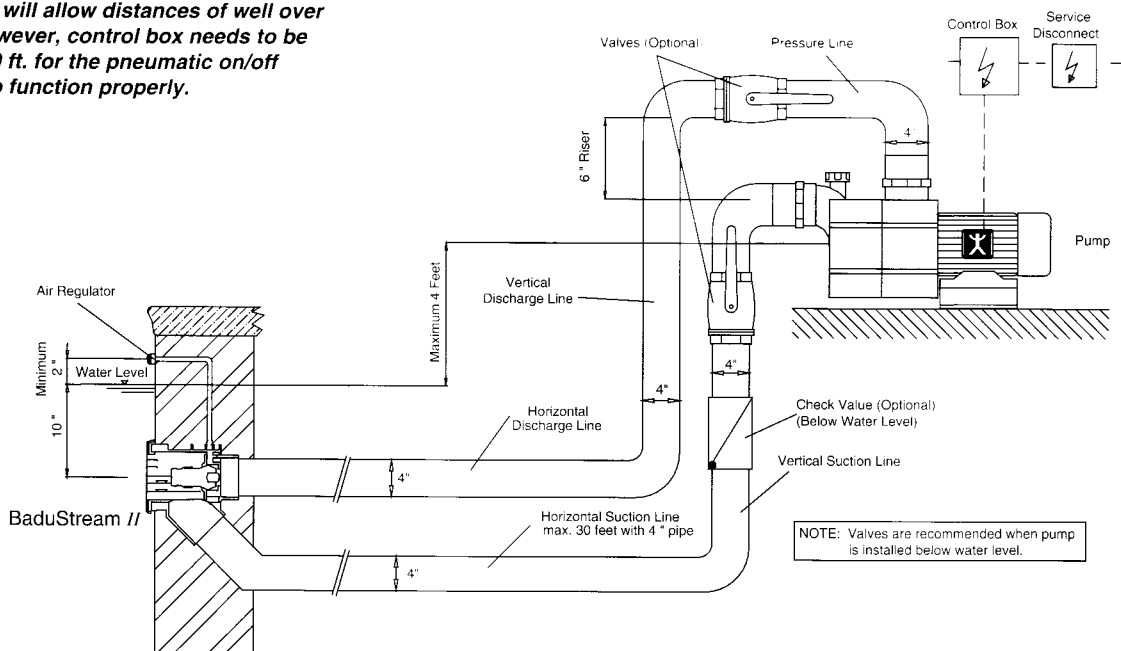 will allow distances of well over
wever, control box needs to be
ft. for the pneumatic on/off
function properly.
Control Box
Service
Disconnect
Valves (Optional
Pressure Line
4"
6" Riser
Pump
Maximum 4 Feet
Vertical
Discharge Line
Air Regulator
Minimum
2"
Water Level
10"
4"
4"
Horizontal
Discharge Line
Check Value (Optional)
(Below Water Level)
Vertical Suction Line
4"
BaduStream II
Horizontal Suction Line
max. 30 feet with 4" pipe
4"
NOTE: Valves are recommended when pump
is installed below water level.